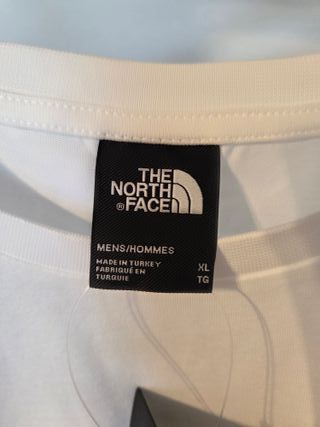 THE
NORTH
® FACE
MENS/HOMMES
MADE IN TURKEY
FABRIQUÉ EN
TURQUIE
XL
TG